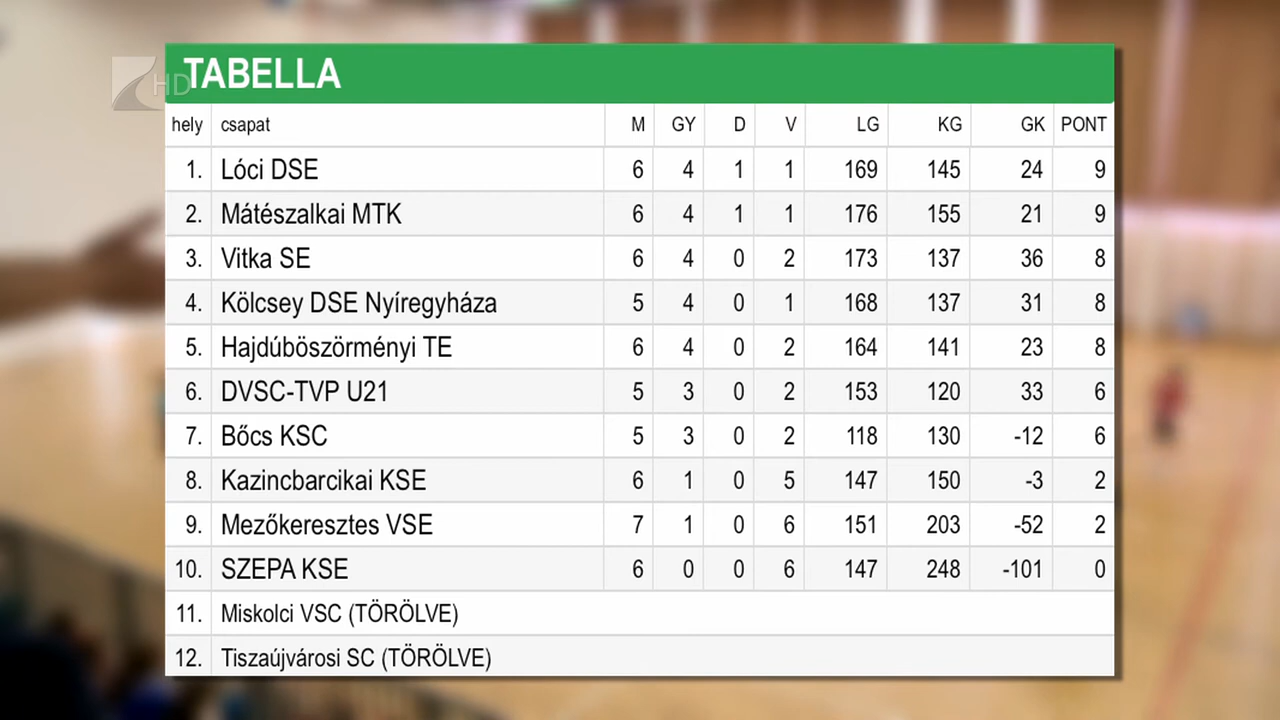 HD
TABELLA
hely csapat M GY D V LG KG GK PONT
1. Lóci DSE 6 4 1 1 169 145 24 9
2. Mátészalkai MTK 6 4 1 1 176 155 21 9
3. Vitka SE 6 4 0 2 173 137 36 8
4. Kölcsey DSE Nyíregyháza 5 4 0 1 168 137 31 8
5. Hajdúböszörményi TE 6 4 0 2 164 141 23 8
6. DVSC-TVP U21 5 3 0 2 153 120 33 6
7. Bőcs KSC 5 3 0 2 118 130 -12 6
8. Kazincbarcikai KSE 6 1 0 5 147 150 -3 2
9. Mezőkeresztes VSE 7 1 0 6 151 203 -52 2
10. SZEPA KSE 6 0 0 6 147 248 -101 0
11. Miskolci VSC (TÖRÖLVE)
12. Tiszaújvárosi SC (TÖRÖLVE)